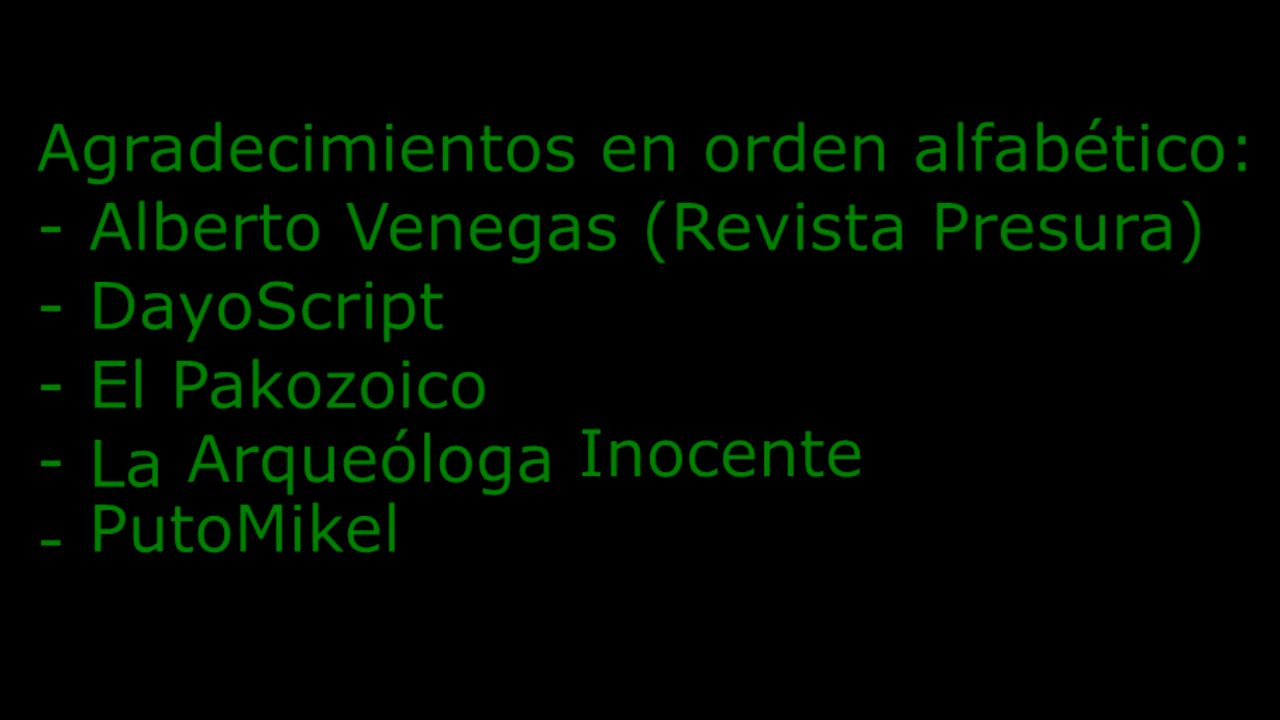 Agradecimientos en orden alfabético:
- Alberto Venegas (Revista Presura)
- DayoScript
- El Pakozoico
- La Arqueóloga Inocente
- PutoMikel